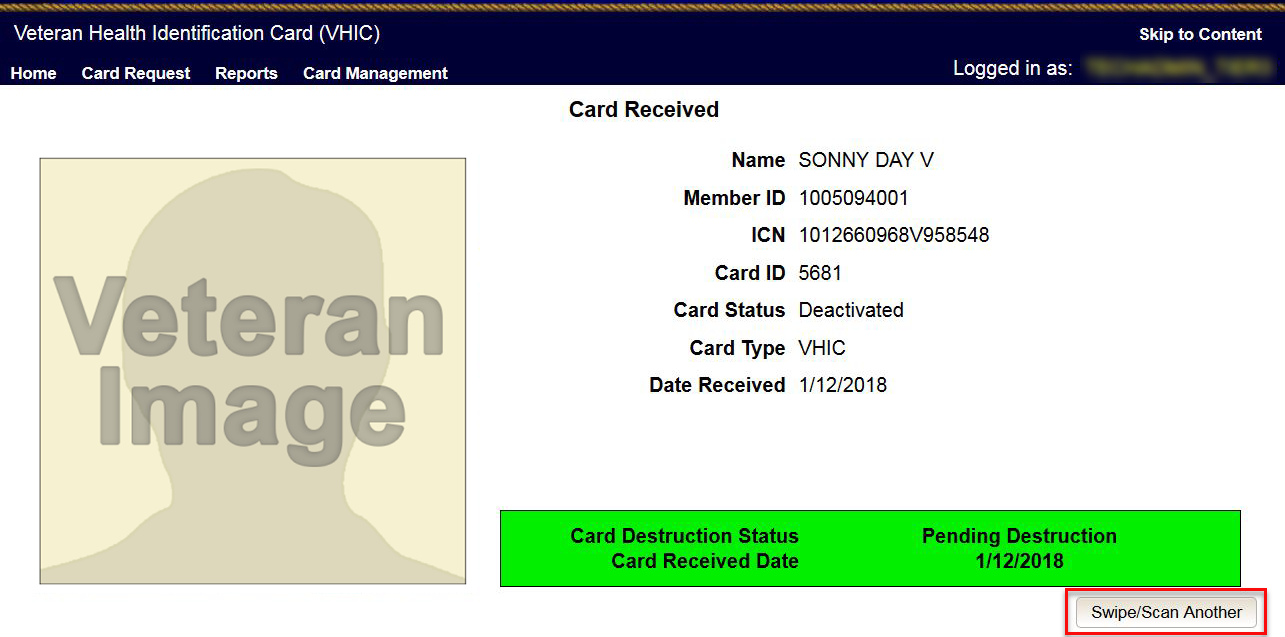 Veteran Health Identification Card (VHIC)
Skip to Content
Home Card Request Reports Card Management
Logged in as:
Card Received
Veteran
Image
Name SONNY DAY V
Member ID 1005094001
ICN 1012660968V958548
Card ID 5681
Card Status Deactivated
Card Type VHIC
Date Received 1/12/2018
Card Destruction Status Pending Destruction
Card Received Date 1/12/2018
Swipe/Scan Another